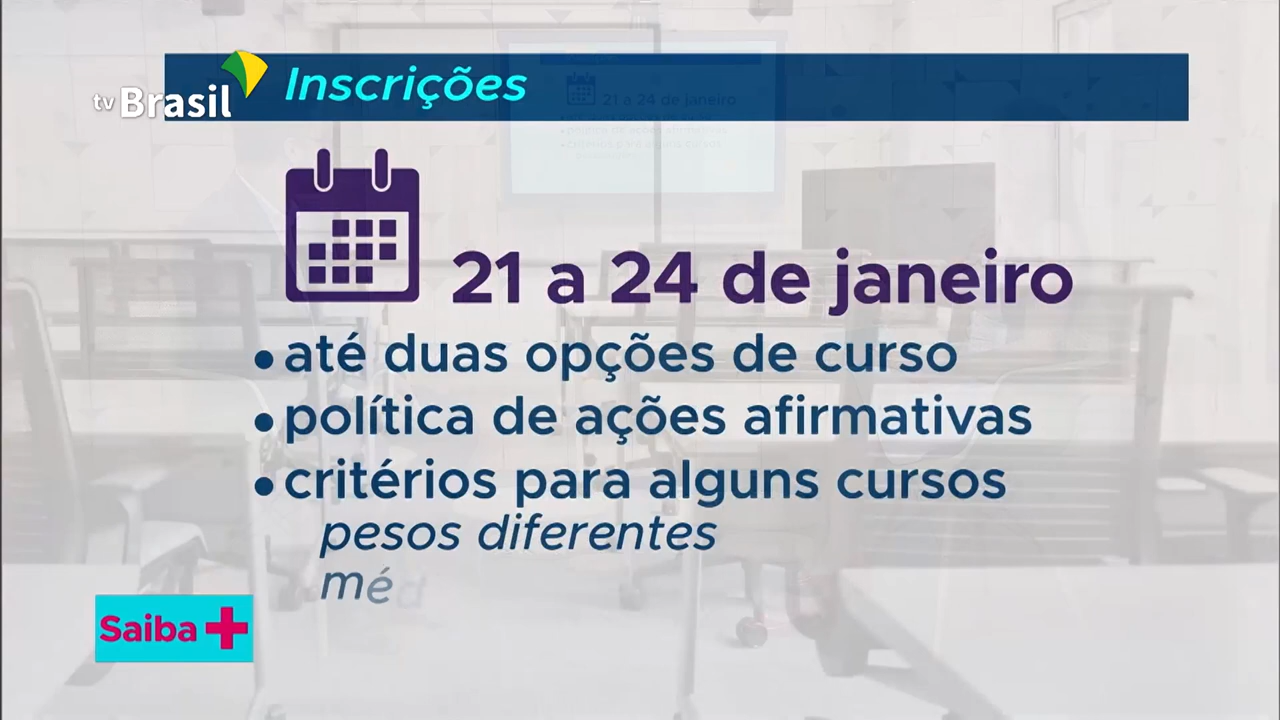 tv Brasil
Inscrições
21 a 24 de janeiro
• até duas opções de curso
• política de ações afirmativas
• critérios para alguns cursos
pesos diferentes
Saiba +